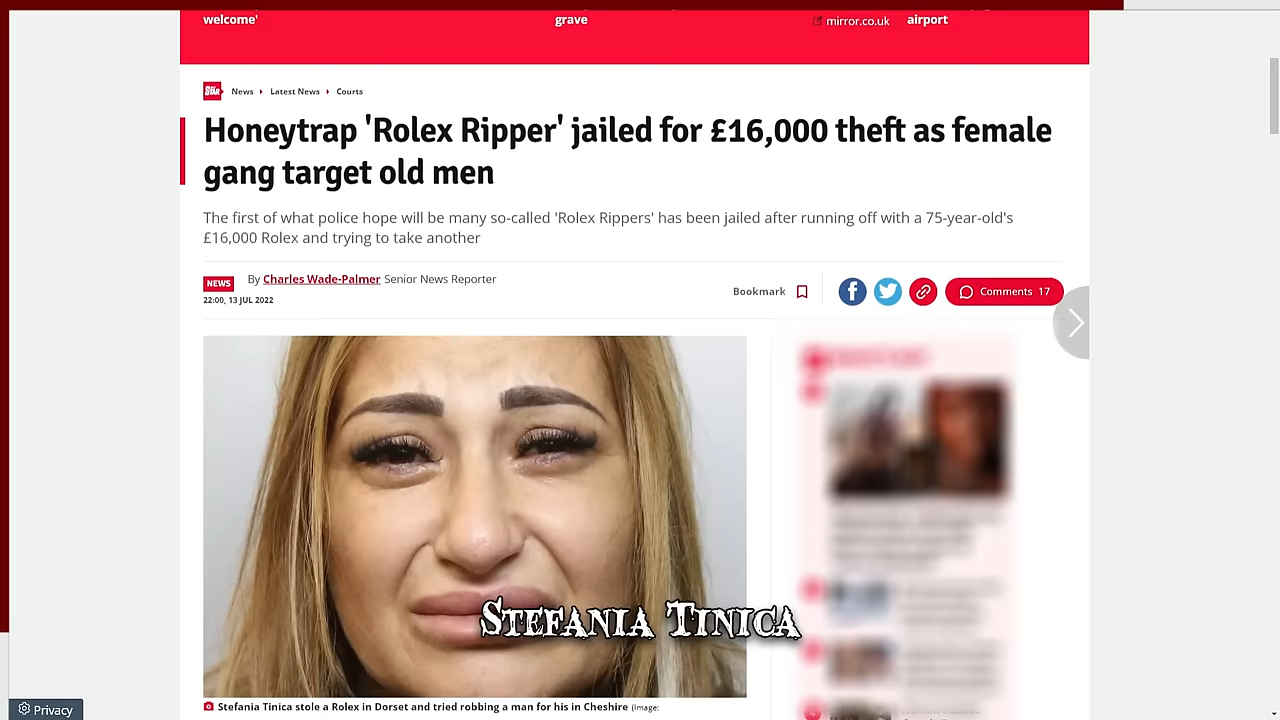 welcome'
grave
mirror.co.uk
airport
News
Latest News
Courts
Honeytrap 'Rolex Ripper' jailed for £16,000 theft as female
gang target old men
The first of what police hope will be many so-called 'Rolex Rippers' has been jailed after running off with a 75-year-old's
£16,000 Rolex and trying to take another
NEWS
By Charles Wade-Palmer Senior News Reporter
22:00, 13 JUL 2022
Bookmark
Comments 17
STEFANIA TINICA
Stefania Tinica stole a Rolex in Dorset and tried robbing a man for his in Cheshire (Image:
Privacy